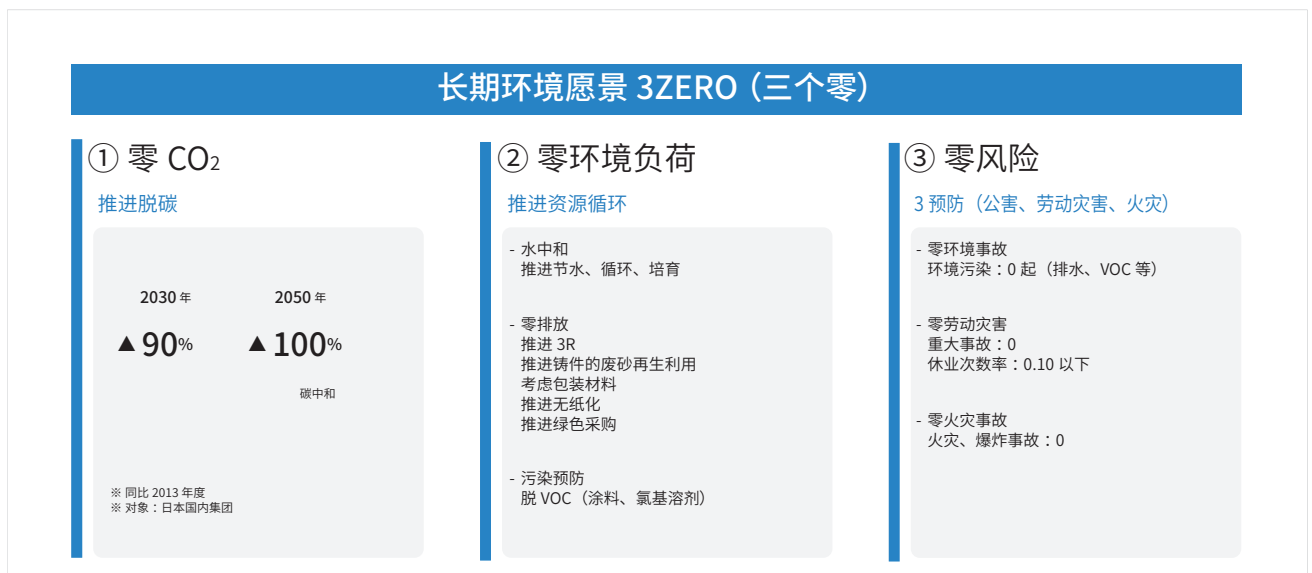 长期环境愿景 3ZERO（三个零）
① 零 CO₂
推进脱碳
2030 年
2050 年
▲ 90%
▲ 100%
碳中和
※ 同比 2013 年度
※ 对象：日本国内集团
② 零环境负荷
推进资源循环
- 水中和
推进节水、循环、培育
- 零排放
推进 3R
推进铸件的废砂再生利用
考虑包装材料
推进无纸化
推进绿色采购
- 污染预防
脱 VOC（涂料、氯基溶剂）
③ 零风险
3 预防（公害、劳动灾害、火灾）
- 零环境事故
环境污染：0 起（排水、VOC 等）
- 零劳动灾害
重大事故：0
休业次数率：0.10 以下
- 零火灾事故
火灾、爆炸事故：0